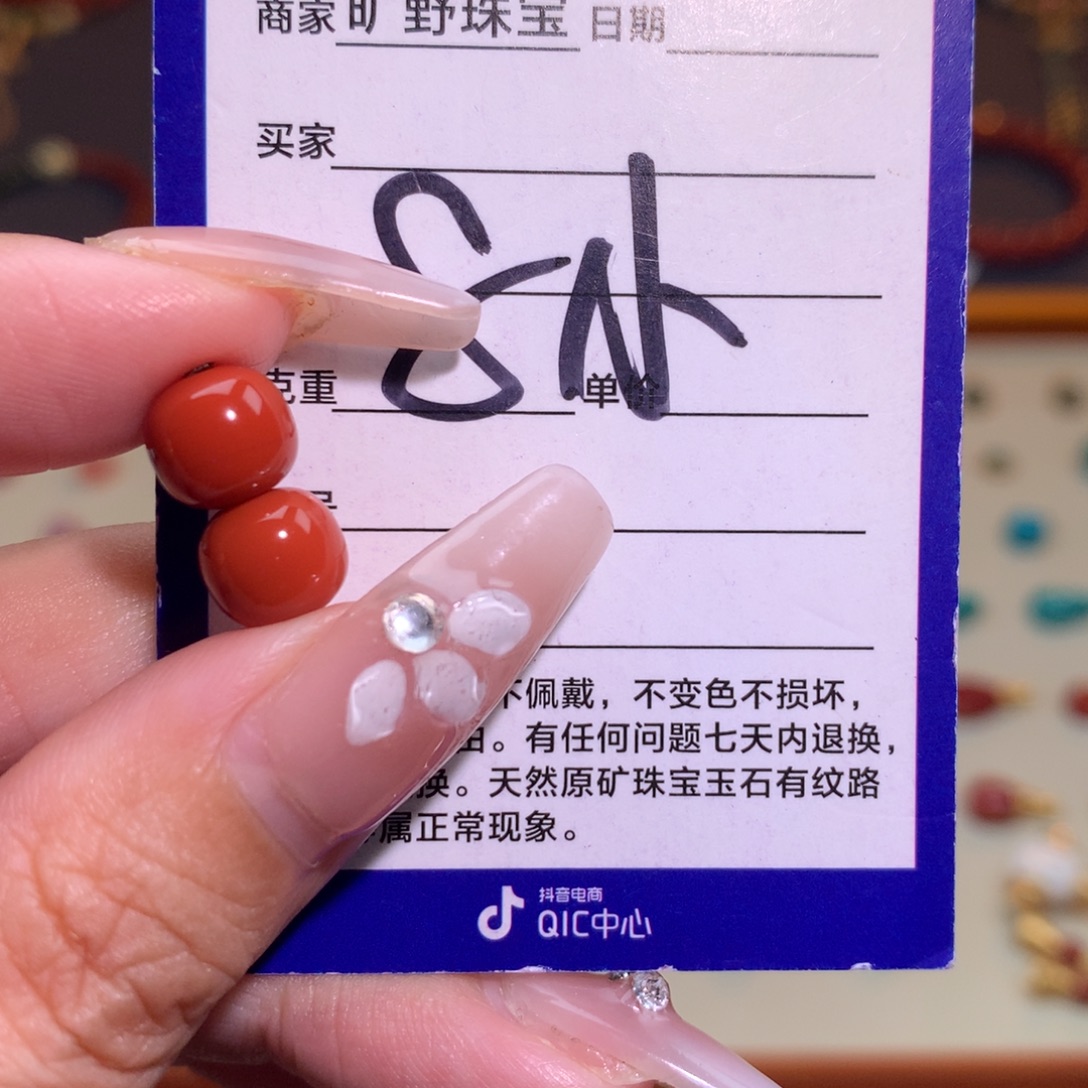 商家旷野珠宝 日期
买家
克重 单价
不佩戴，不变色不损坏，
由。有任何问题七天内退换，
换。天然原矿珠宝玉石有纹路
属正常现象。
抖音电商
QIC中心